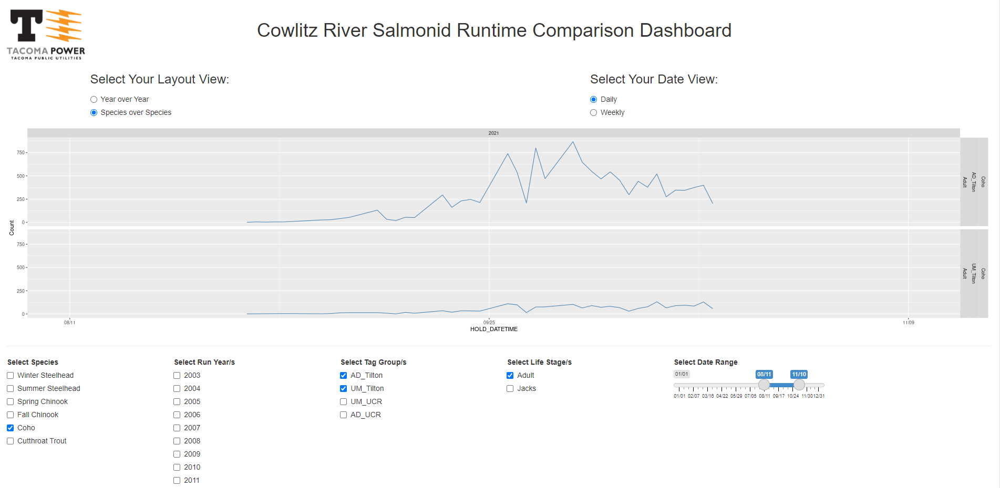 T
TACOMA POWER
TACOMA PUBLIC UTILITIES
Cowlitz River Salmonid Runtime Comparison Dashboard
Select Your Layout View:
Year over Year
Species over Species
Select Your Date View:
Daily
Weekly
2021
750
500
250
0
Coho
AD_Tilton
Adult
Count
750
500
250
0
Coho
UM_Tilton
Adult
08/11
09/25
11/09
HOLD_DATETIME
Select Species
Winter Steelhead
Summer Steelhead
Spring Chinook
Fall Chinook
Coho
Cutthroat Trout
Select Run Year/s
2003
2004
2005
2006
2007
2008
2009
2010
2011
Select Tag Group/s
AD_Tilton
UM_Tilton
UM_UCR
AD_UCR
Select Life Stage/s
Adult
Jacks
Select Date Range
01/01 08/11 11/10
01/01 02/07 03/16 04/22 05/29 07/05 08/11 09/17 10/24 11/30 12/31